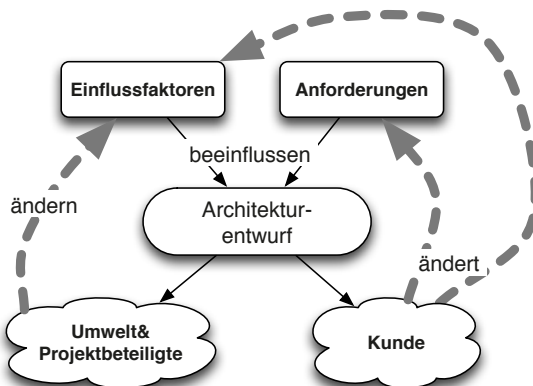 Einflussfaktoren
Anforderungen
beeinflussen
ändern
Architektur-
entwurf
ändert
Umwelt&
Projektbeteiligte
Kunde